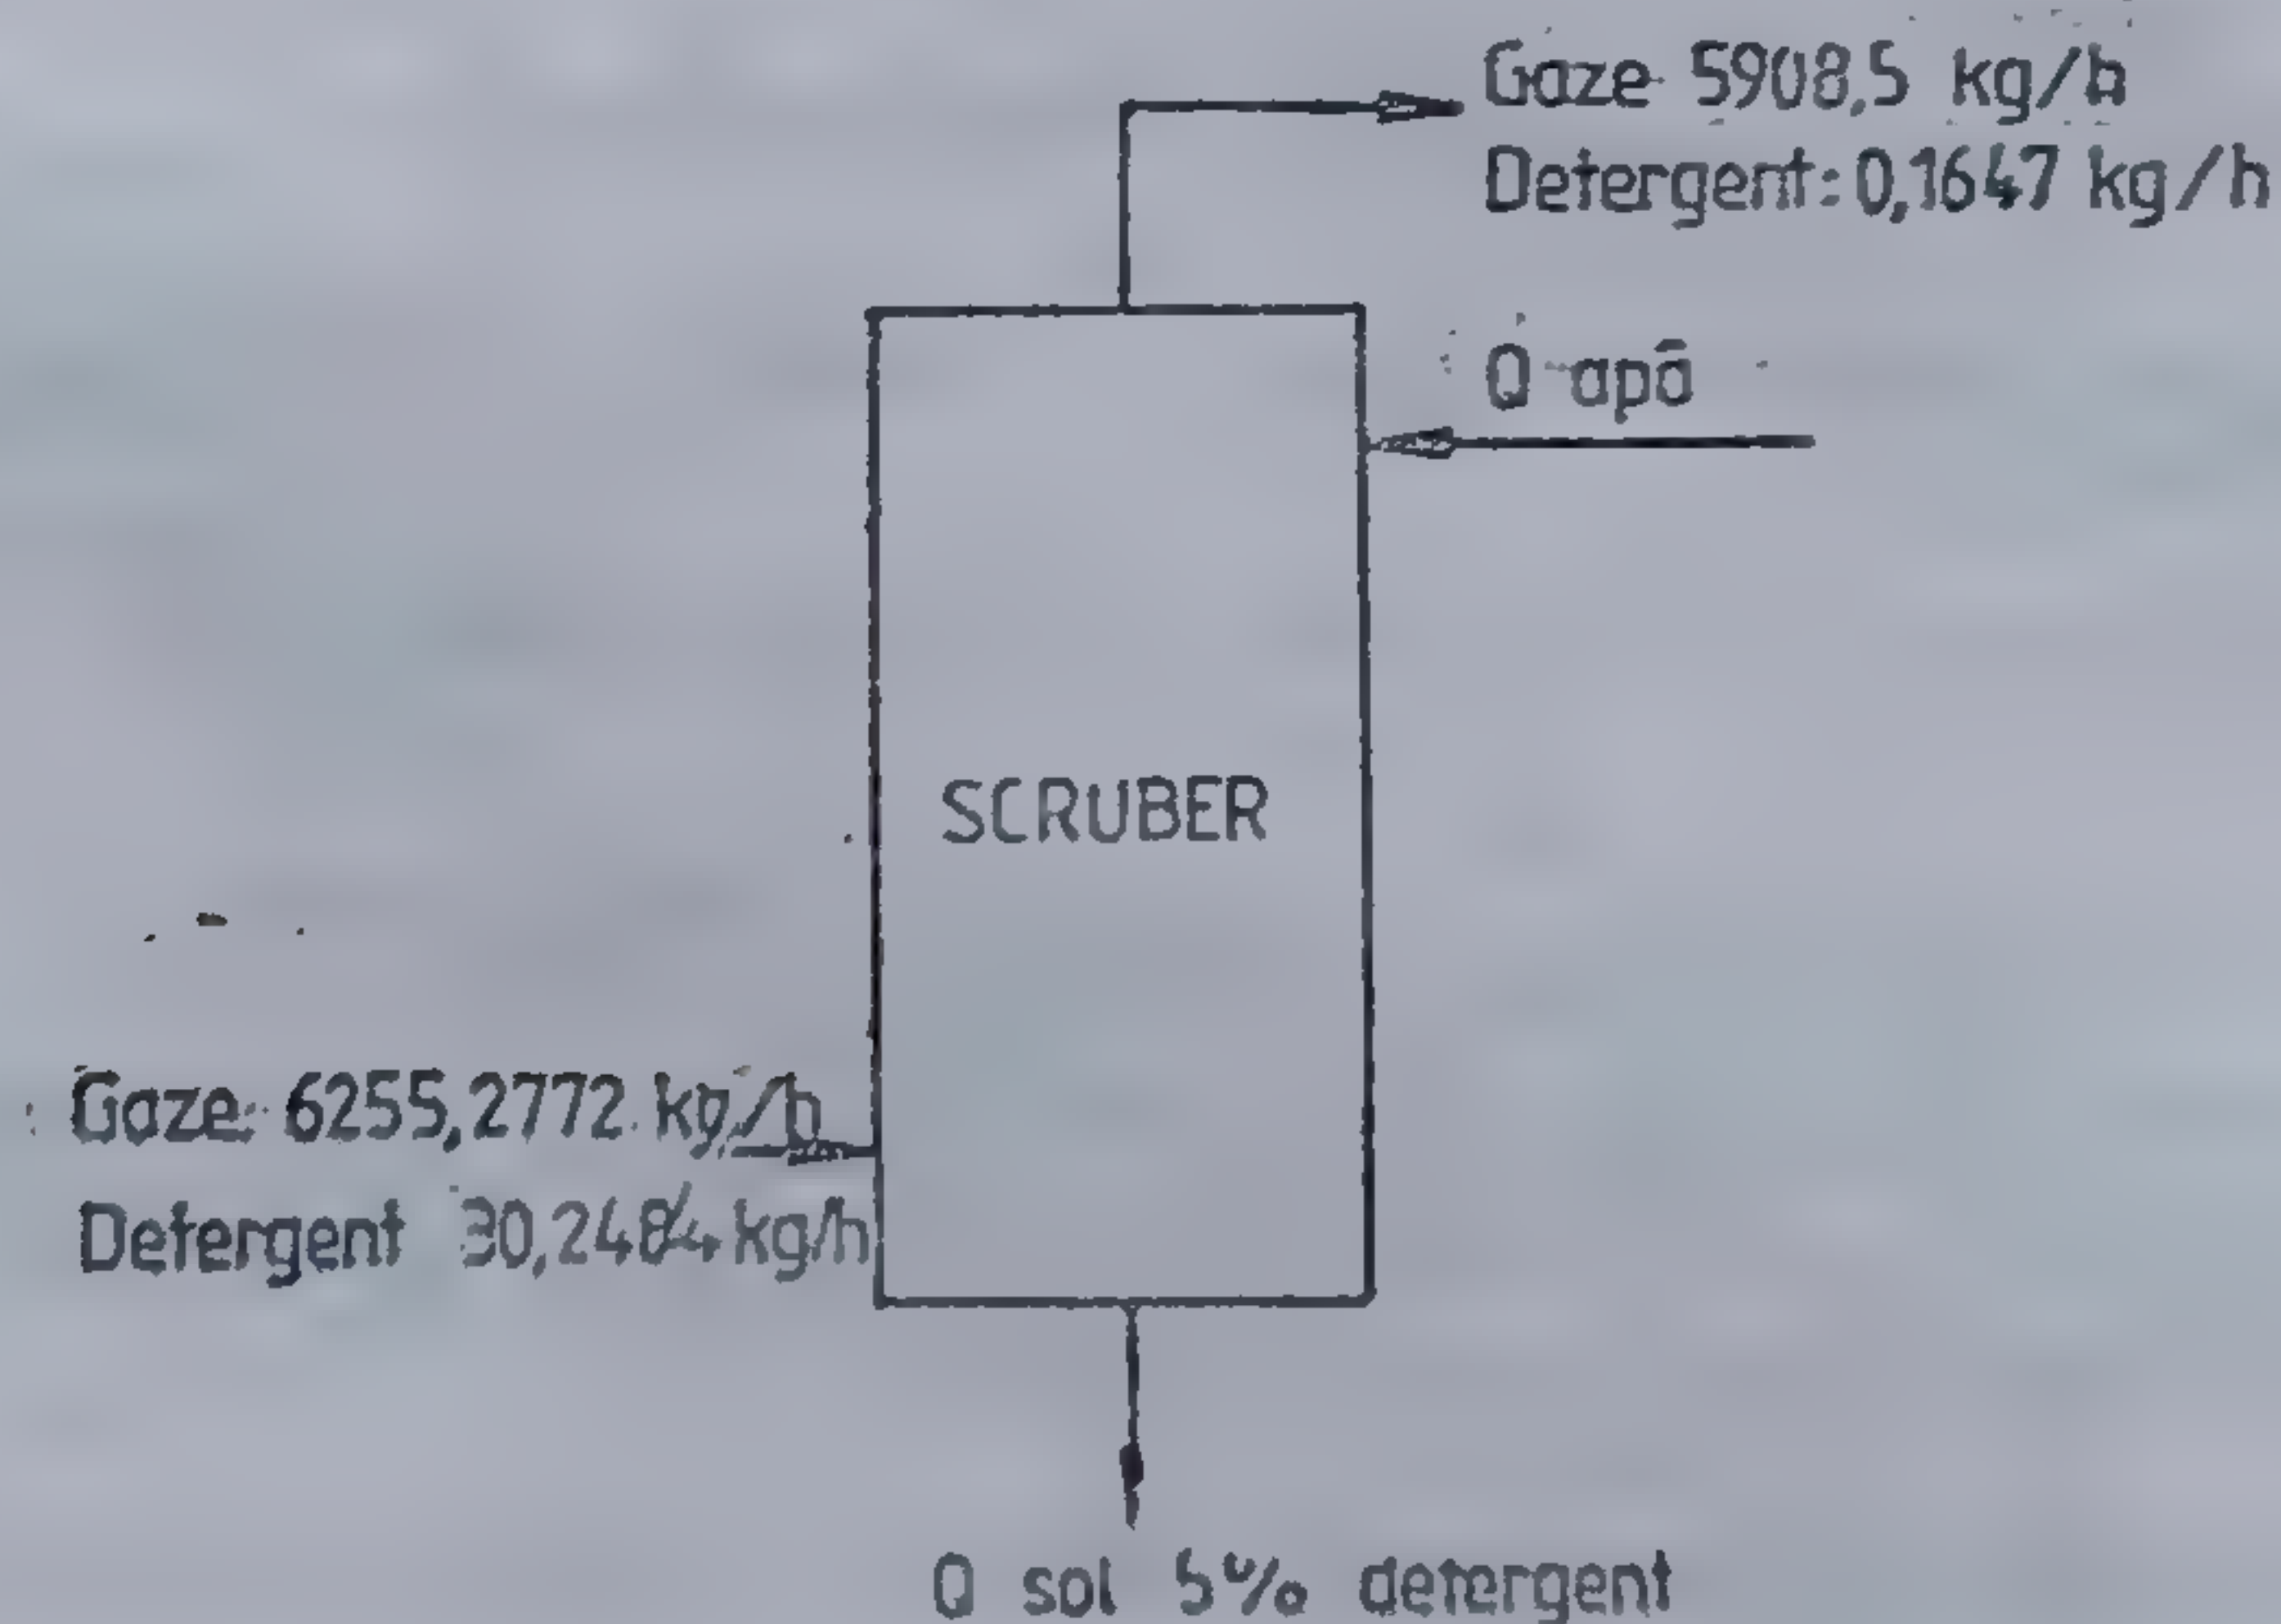 Gaze 5908,5 kg/h
Detergent: 0,1647 kg/h
Q apă
SCRUBER
Gaze: 6255,2772 kg/h
Detergent 30,2484 kg/h
Q sol 5% detergent